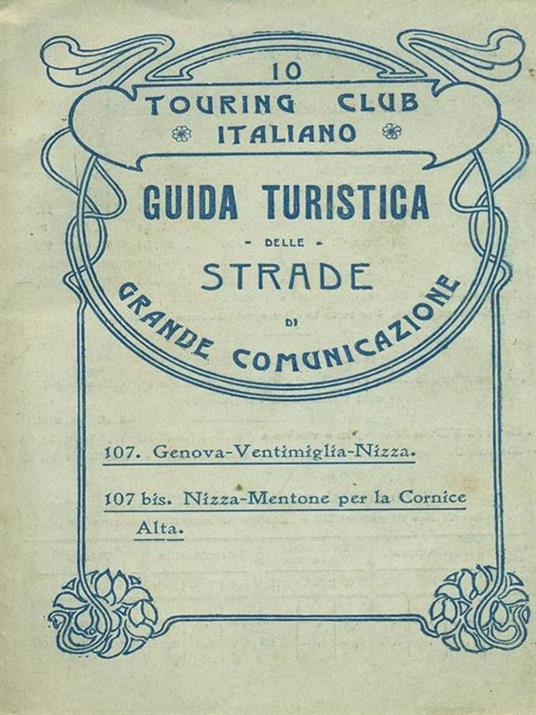 10
TOURING CLUB
ITALIANO
GUIDA TURISTICA
- DELLE -
STRADE
DI
GRANDE COMUNICAZIONE
107. Genova-Ventimiglia-Nizza.
107 bis. Nizza-Mentone per la Cornice
Alta.